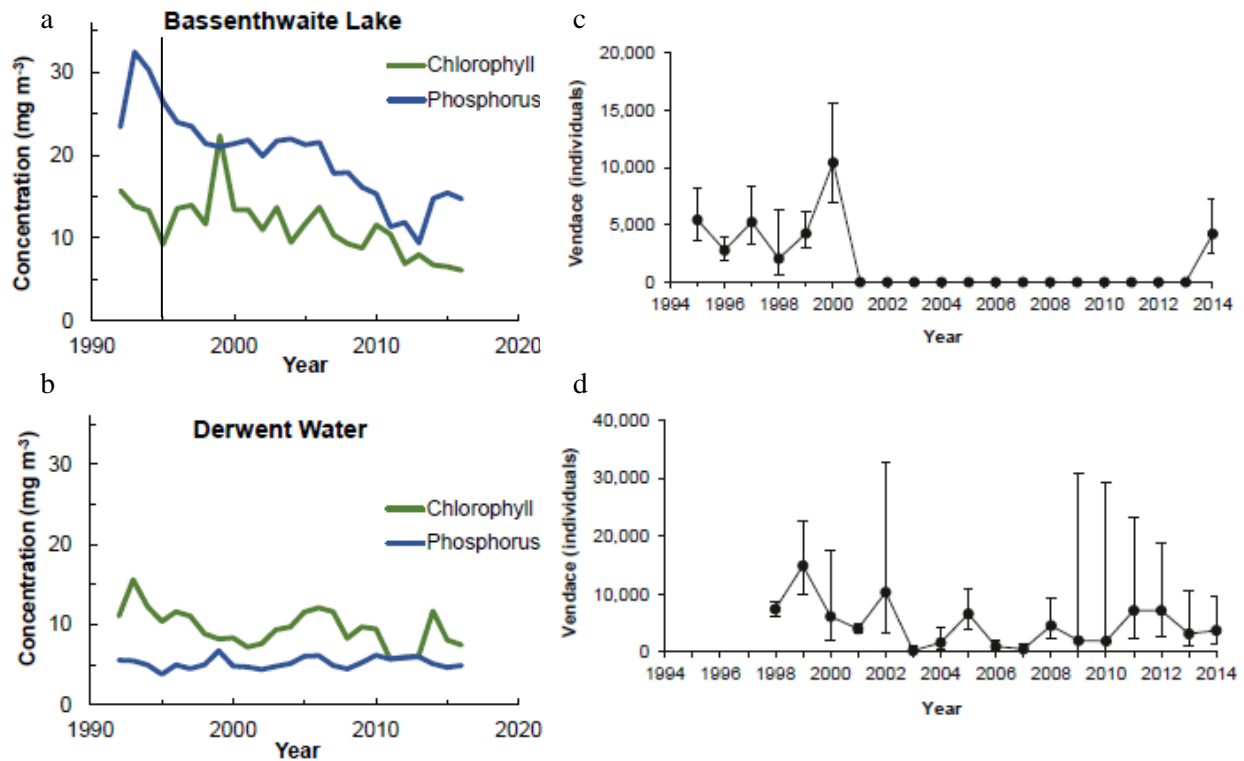 a
Bassenthwaite Lake
Concentration (mg m-3)
30
20
10
0
Chlorophyll
Phosphorus
1990
2000
2010
2020
Year
c
Vendace (individuals)
20,000
15,000
10,000
5,000
0
1994
1996
1998
2000
2002
2004
2006
2008
2010
2012
2014
Year
b
Derwent Water
Concentration (mg m-3)
30
20
10
0
Chlorophyll
Phosphorus
1990
2000
2010
2020
Year
d
Vendace (individuals)
40,000
30,000
20,000
10,000
0
1994
1996
1998
2000
2002
2004
2006
2008
2010
2012
2014
Year